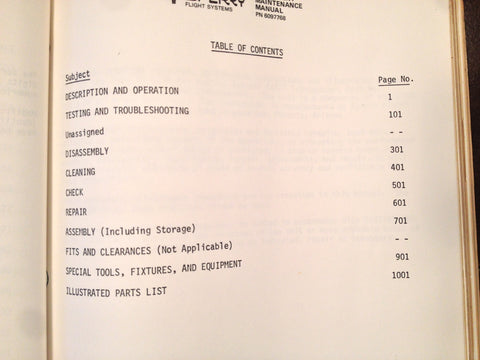 FLIGHT SYSTEMS
MAINTENANCE
MANUAL
PN 6097768
TABLE OF CONTENTS
Subject Page No.
DESCRIPTION AND OPERATION 1
TESTING AND TROUBLESHOOTING 101
Unassigned --
DISASSEMBLY 301
CLEANING 401
CHECK 501
REPAIR 601
ASSEMBLY (Including Storage) 701
FITS AND CLEARANCES (Not Applicable) --
SPECIAL TOOLS, FIXTURES, AND EQUIPMENT 901
ILLUSTRATED PARTS LIST 1001